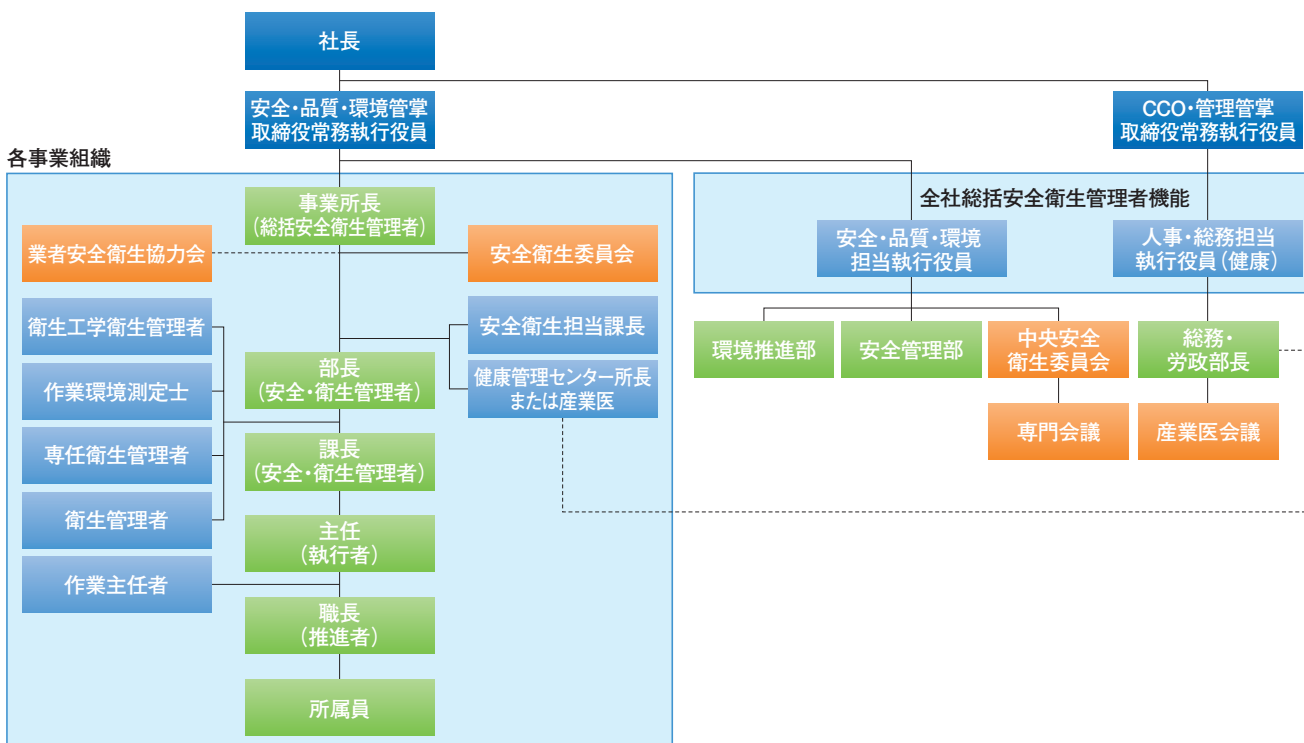 社長
安全・品質・環境管掌
取締役常務執行役員
CCO・管理管掌
取締役常務執行役員
各事業組織
事業所長
（総括安全衛生管理者）
業者安全衛生協力会
安全衛生委員会
衛生工学衛生管理者
安全衛生担当課長
部長
（安全・衛生管理者）
健康管理センター所長
または産業医
作業環境測定士
専任衛生管理者
課長
（安全・衛生管理者）
衛生管理者
主任
（執行者）
作業主任者
職長
（推進者）
所属員
全社総括安全衛生管理者機能
安全・品質・環境
担当執行役員
人事・総務担当
執行役員（健康）
環境推進部
安全管理部
中央安全
衛生委員会
総務・
労政部長
専門会議
産業医会議